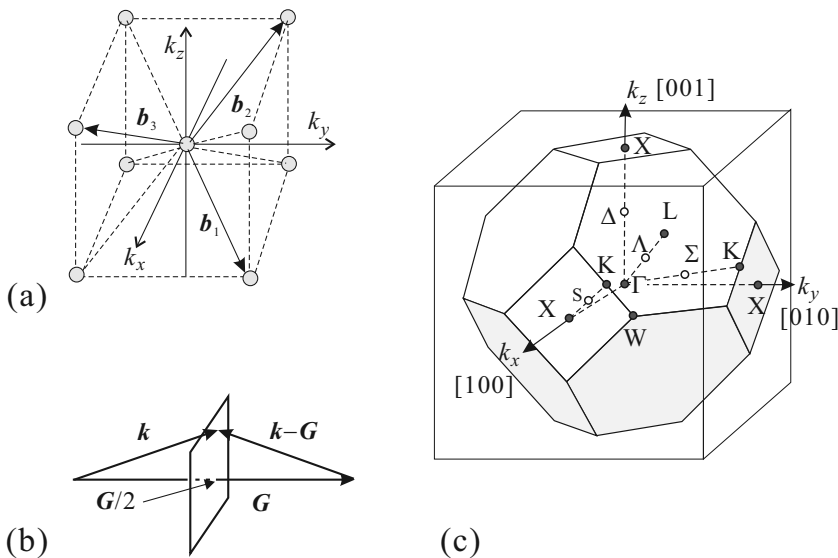 k_z
b_2
b_3
k_y
b_1
k_x
(a)
k
k–G
G/2
G
(b)
k_z [001]
X
Δ
L
Λ
K
Σ
K
S
Γ
k_y
X
X
[010]
W
k_x
[100]
(c)